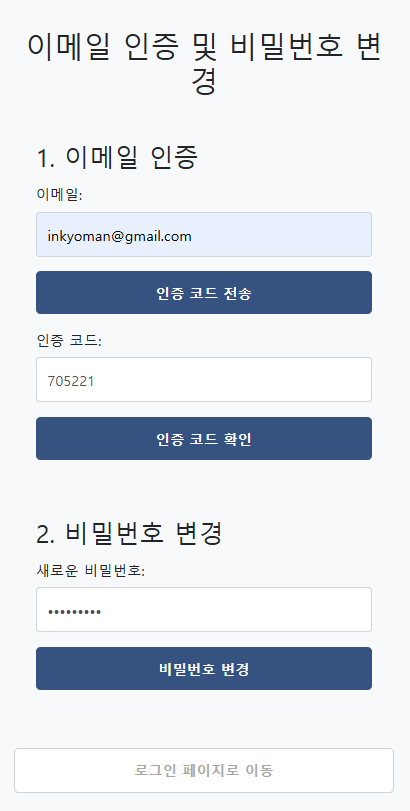 이메일 인증 및 비밀번호 변
경
1. 이메일 인증
이메일:
inkyoman@gmail.com
인증 코드 전송
인증 코드:
705221
인증 코드 확인
2. 비밀번호 변경
새로운 비밀번호:
•••••••••
비밀번호 변경
로그인 페이지로 이동